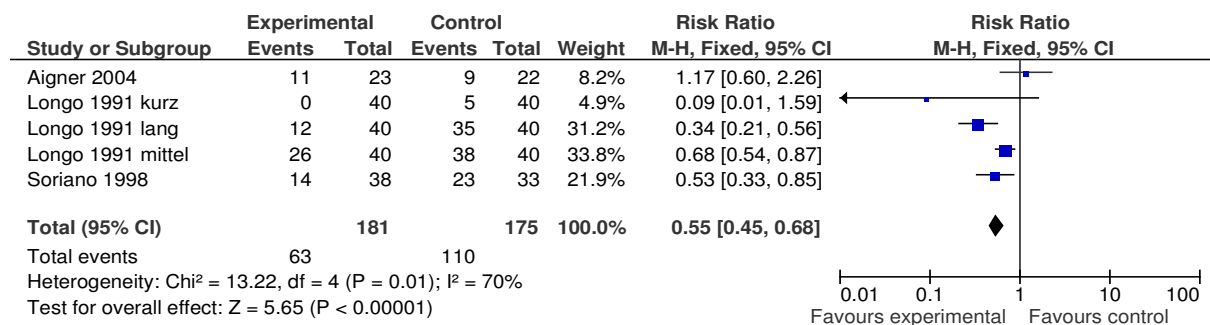 Experimental Control Risk Ratio Risk Ratio
Study or Subgroup Events Total Events Total Weight M-H, Fixed, 95% CI M-H, Fixed, 95% CI
Aigner 2004 11 23 9 22 8.2% 1.17 [0.60, 2.26]
Longo 1991 kurz 0 40 5 40 4.9% 0.09 [0.01, 1.59]
Longo 1991 lang 12 40 35 40 31.2% 0.34 [0.21, 0.56]
Longo 1991 mittel 26 40 38 40 33.8% 0.68 [0.54, 0.87]
Soriano 1998 14 38 23 33 21.9% 0.53 [0.33, 0.85]
Total (95% CI) 181 175 100.0% 0.55 [0.45, 0.68]
Total events 63 110
Heterogeneity: Chi² = 13.22, df = 4 (P = 0.01); I² = 70%
Test for overall effect: Z = 5.65 (P < 0.00001)
0.01 0.1 1 10 100
Favours experimental Favours control